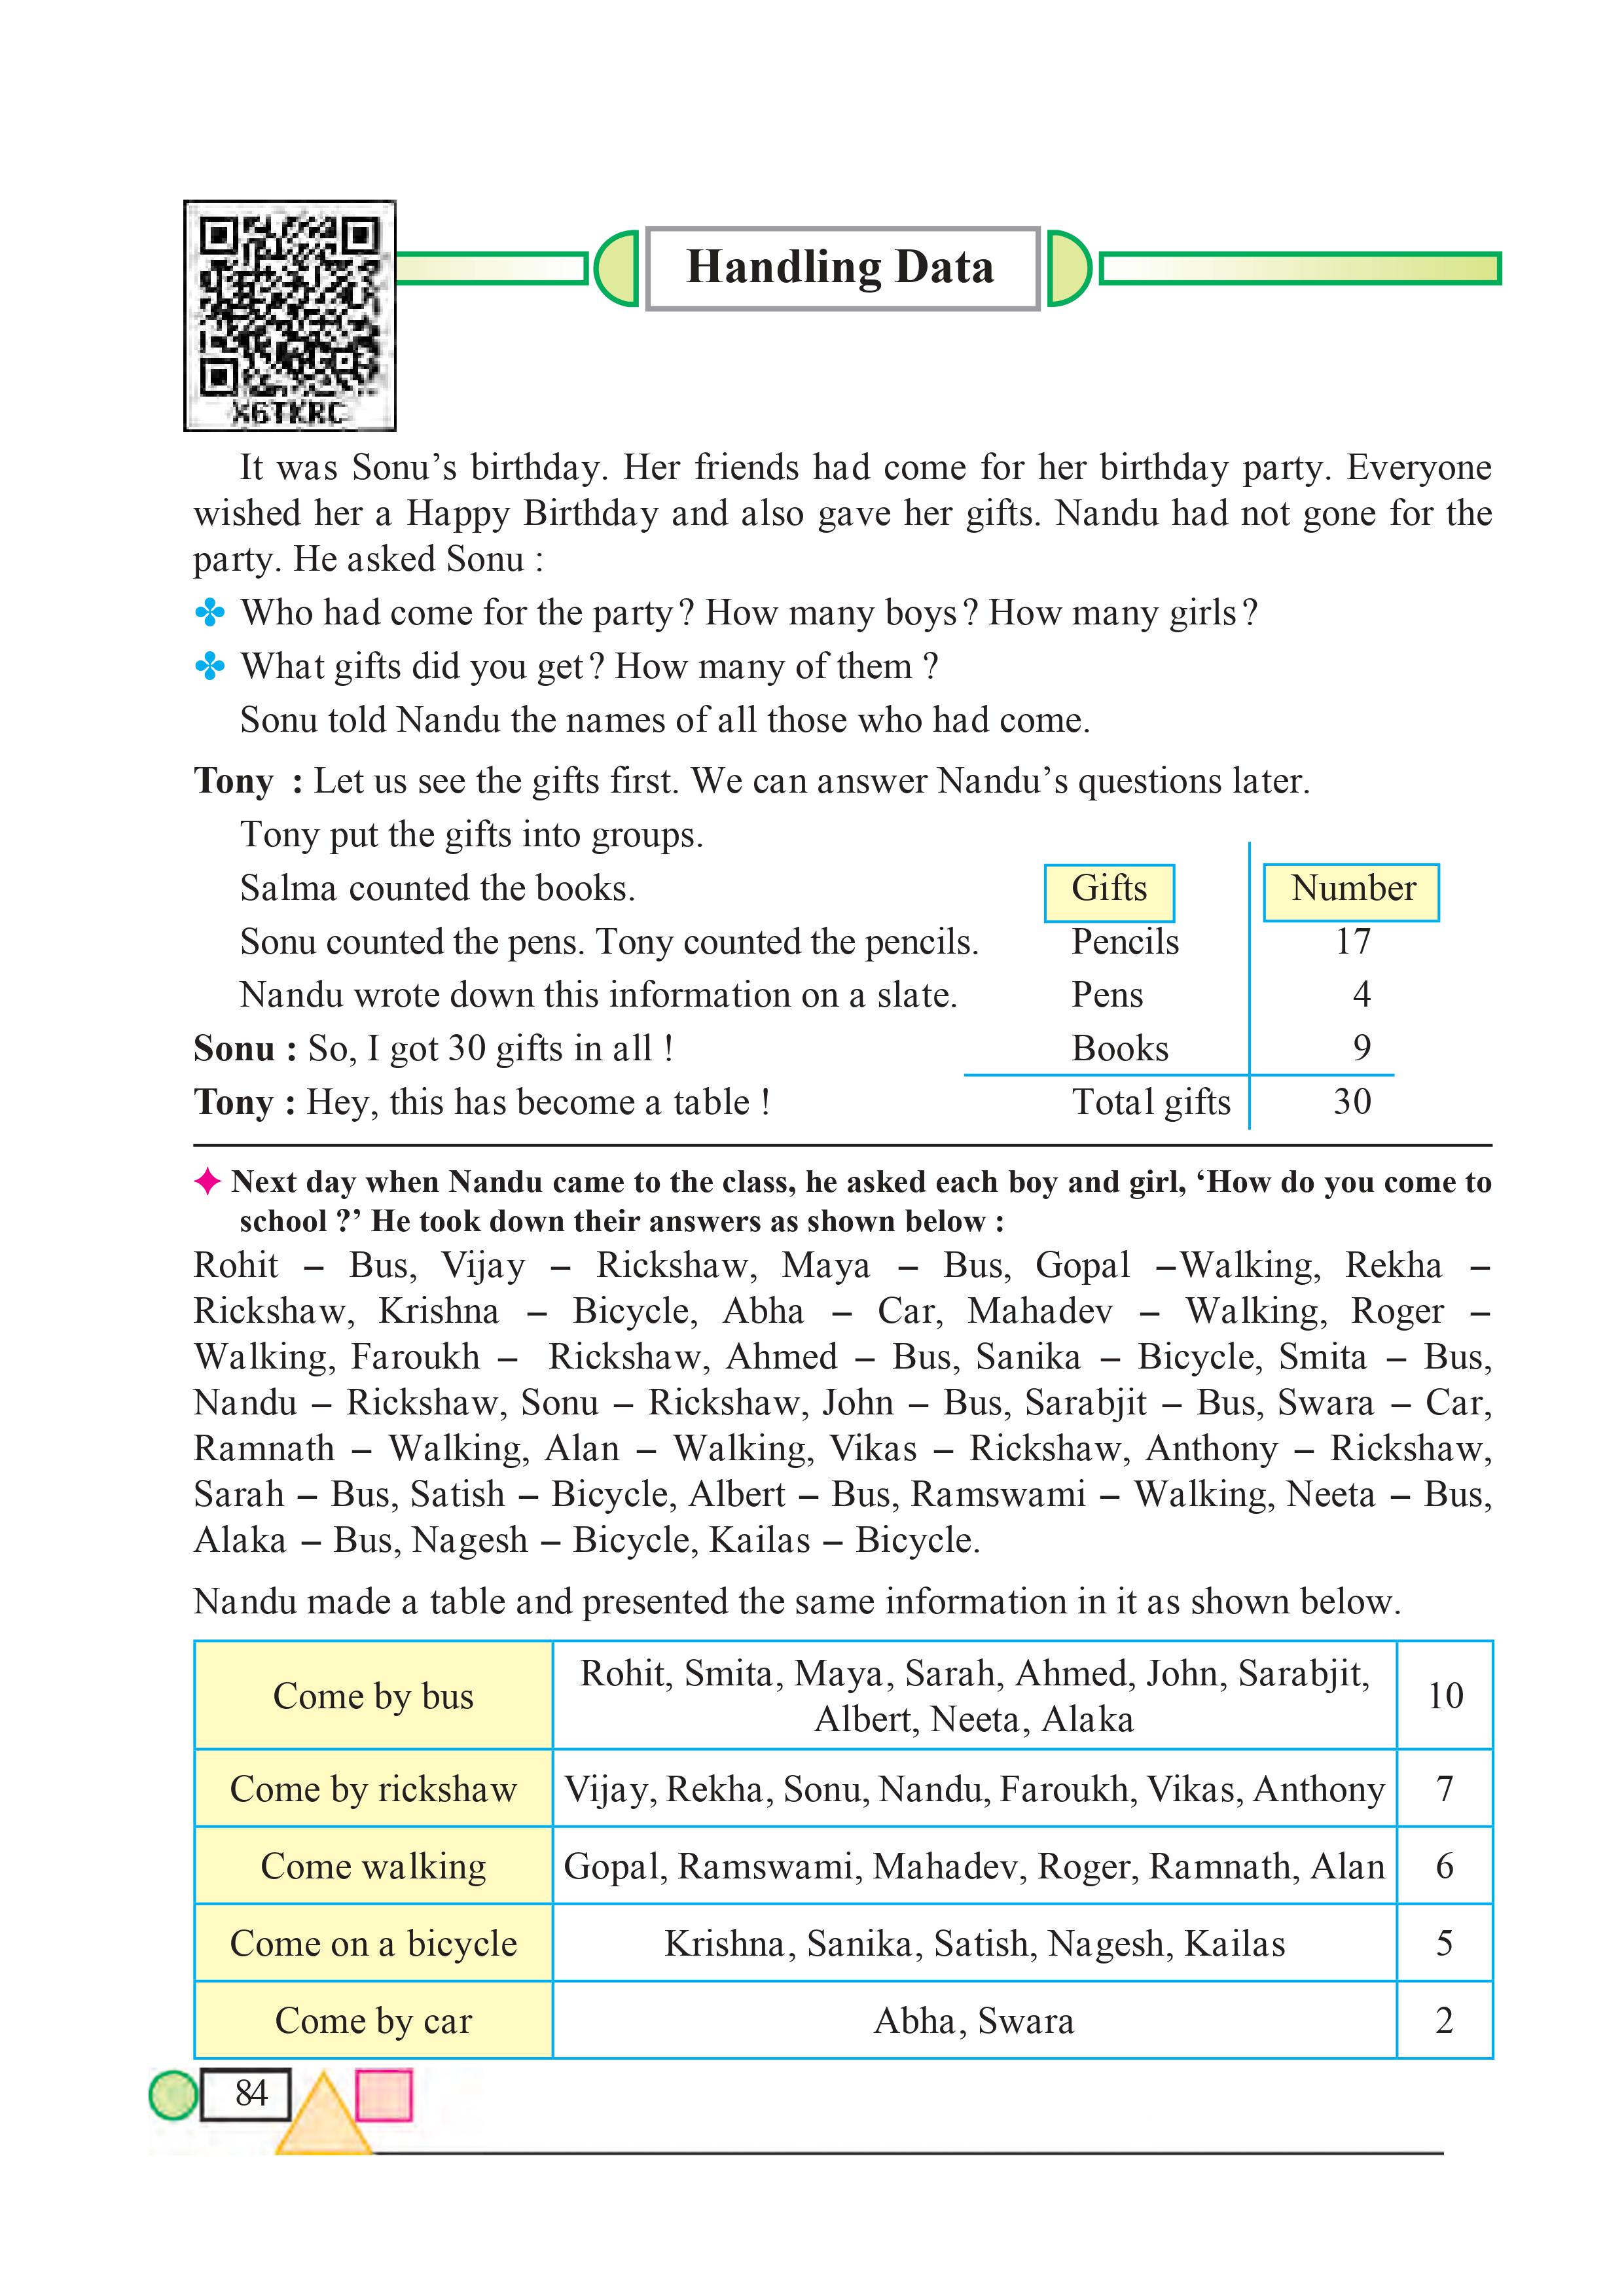 Handling Data
X6TKRC
It was Sonu’s birthday. Her friends had come for her birthday party. Everyone
wished her a Happy Birthday and also gave her gifts. Nandu had not gone for the
party. He asked Sonu :
Who had come for the party? How many boys? How many girls?
What gifts did you get? How many of them ?
Sonu told Nandu the names of all those who had come.
Tony : Let us see the gifts first. We can answer Nandu’s questions later.
Tony put the gifts into groups.
Salma counted the books.
Sonu counted the pens. Tony counted the pencils.
Nandu wrote down this information on a slate.
Sonu : So, I got 30 gifts in all !
Tony : Hey, this has become a table !
Gifts Number
Pencils 17
Pens 4
Books 9
Total gifts 30
Next day when Nandu came to the class, he asked each boy and girl, ‘How do you come to
school ?’ He took down their answers as shown below :
Rohit – Bus, Vijay – Rickshaw, Maya – Bus, Gopal –Walking, Rekha –
Rickshaw, Krishna – Bicycle, Abha – Car, Mahadev – Walking, Roger –
Walking, Faroukh – Rickshaw, Ahmed – Bus, Sanika – Bicycle, Smita – Bus,
Nandu – Rickshaw, Sonu – Rickshaw, John – Bus, Sarabjit – Bus, Swara – Car,
Ramnath – Walking, Alan – Walking, Vikas – Rickshaw, Anthony – Rickshaw,
Sarah – Bus, Satish – Bicycle, Albert – Bus, Ramswami – Walking, Neeta – Bus,
Alaka – Bus, Nagesh – Bicycle, Kailas – Bicycle.
Nandu made a table and presented the same information in it as shown below.
Come by bus Rohit, Smita, Maya, Sarah, Ahmed, John, Sarabjit,
Albert, Neeta, Alaka 10
Come by rickshaw Vijay, Rekha, Sonu, Nandu, Faroukh, Vikas, Anthony 7
Come walking Gopal, Ramswami, Mahadev, Roger, Ramnath, Alan 6
Come on a bicycle Krishna, Sanika, Satish, Nagesh, Kailas 5
Come by car Abha, Swara 2
84